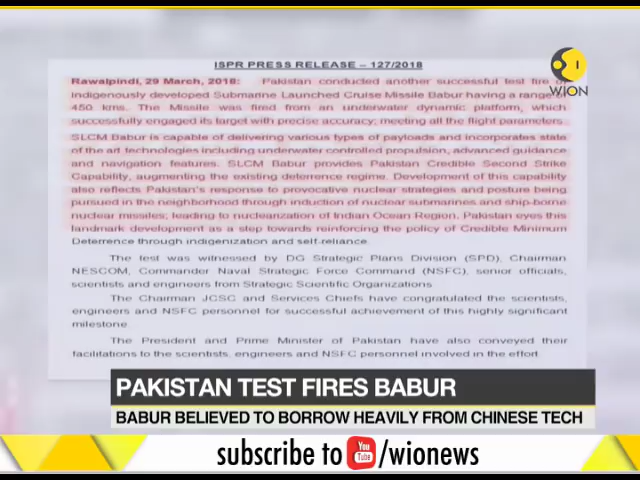 ISPR PRESS RELEASE – 127/2018
WION
Rawalpindi, 29 March, 2018: Pakistan conducted another successful test fire of
indigenously developed Submarine Launched Cruise Missile Babur having a range of
450 kms. The Missile was fired from an underwater dynamic platform, which
successfully engaged its target with precise accuracy; meeting all the flight parameters.
SLCM Babur is capable of delivering various types of payloads and incorporates state
of the art technologies including underwater controlled propulsion, advanced guidance
and navigation features. SLCM Babur provides Pakistan Credible Second Strike
Capability, augmenting the existing deterrence regime. Development of this capability
also reflects Pakistan's response to provocative nuclear strategies and posture being
pursued in the neighborhood through induction of nuclear submarines and ship-borne
nuclear missiles; leading to nuclearization of Indian Ocean Region. Pakistan eyes this
landmark development as a step towards reinforcing the policy of Credible Minimum
Deterrence through indigenization and self-reliance.
The test was witnessed by DG Strategic Plans Division (SPD), Chairman
NESCOM, Commander Naval Strategic Force Command (NSFC), senior officials,
scientists and engineers from Strategic Scientific Organizations.
The Chairman JCSC and Services Chiefs have congratulated the scientists,
engineers and NSFC personnel for successful achievement of this highly significant
milestone.
The President and Prime Minister of Pakistan have also conveyed their
facilitations to the scientists, engineers and NSFC personnel involved in the effort
PAKISTAN TEST FIRES BABUR
BABUR BELIEVED TO BORROW HEAVILY FROM CHINESE TECH
subscribe to You Tube /wionews